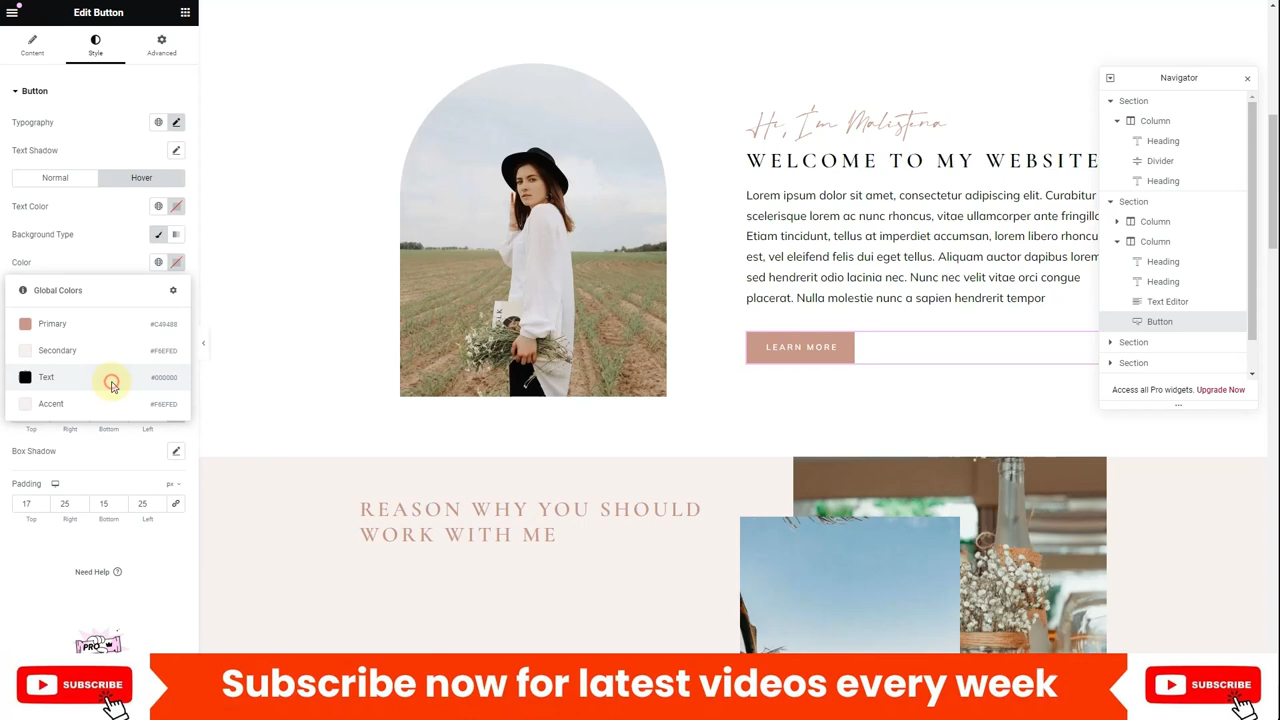 Edit Button
Content
Style
Advanced
Button
Typography
Text Shadow
Normal
Hover
Text Color
Background Type
Color
Global Colors
Primary #C49488
Secondary #F6EFED
Text #000000
Accent #F6EFED
Top Right Bottom Left
Box Shadow
Padding px
17 25 15 25
Top Right Bottom Left
Need Help
PRO
Hi, I'm Malistena
WELCOME TO MY WEBSITE
Lorem ipsum dolor sit amet, consectetur adipiscing elit. Curabitur
scelerisque lorem ac nunc rhoncus, vitae ullamcorper ante fringilla
Etiam tincidunt, tellus at imperdiet accumsan, lorem rhoncus
est, vel eleifend felis dui vitae diam. Aliquam auctor dapibus lorem
sed hendrerit odio lacinia nec. Nunc nec velit vitae orci congue
placerat. Nulla molestie nunc a sapien hendrerit tempor
LEARN MORE
REASON WHY YOU SHOULD
WORK WITH ME
Navigator
Section
Column
Heading
Divider
Heading
Section
Column
Column
Heading
Heading
Text Editor
Button
Section
Section
Access all Pro widgets. Upgrade Now
SUBSCRIBE
Subscribe now for latest videos every week
SUBSCRIBE